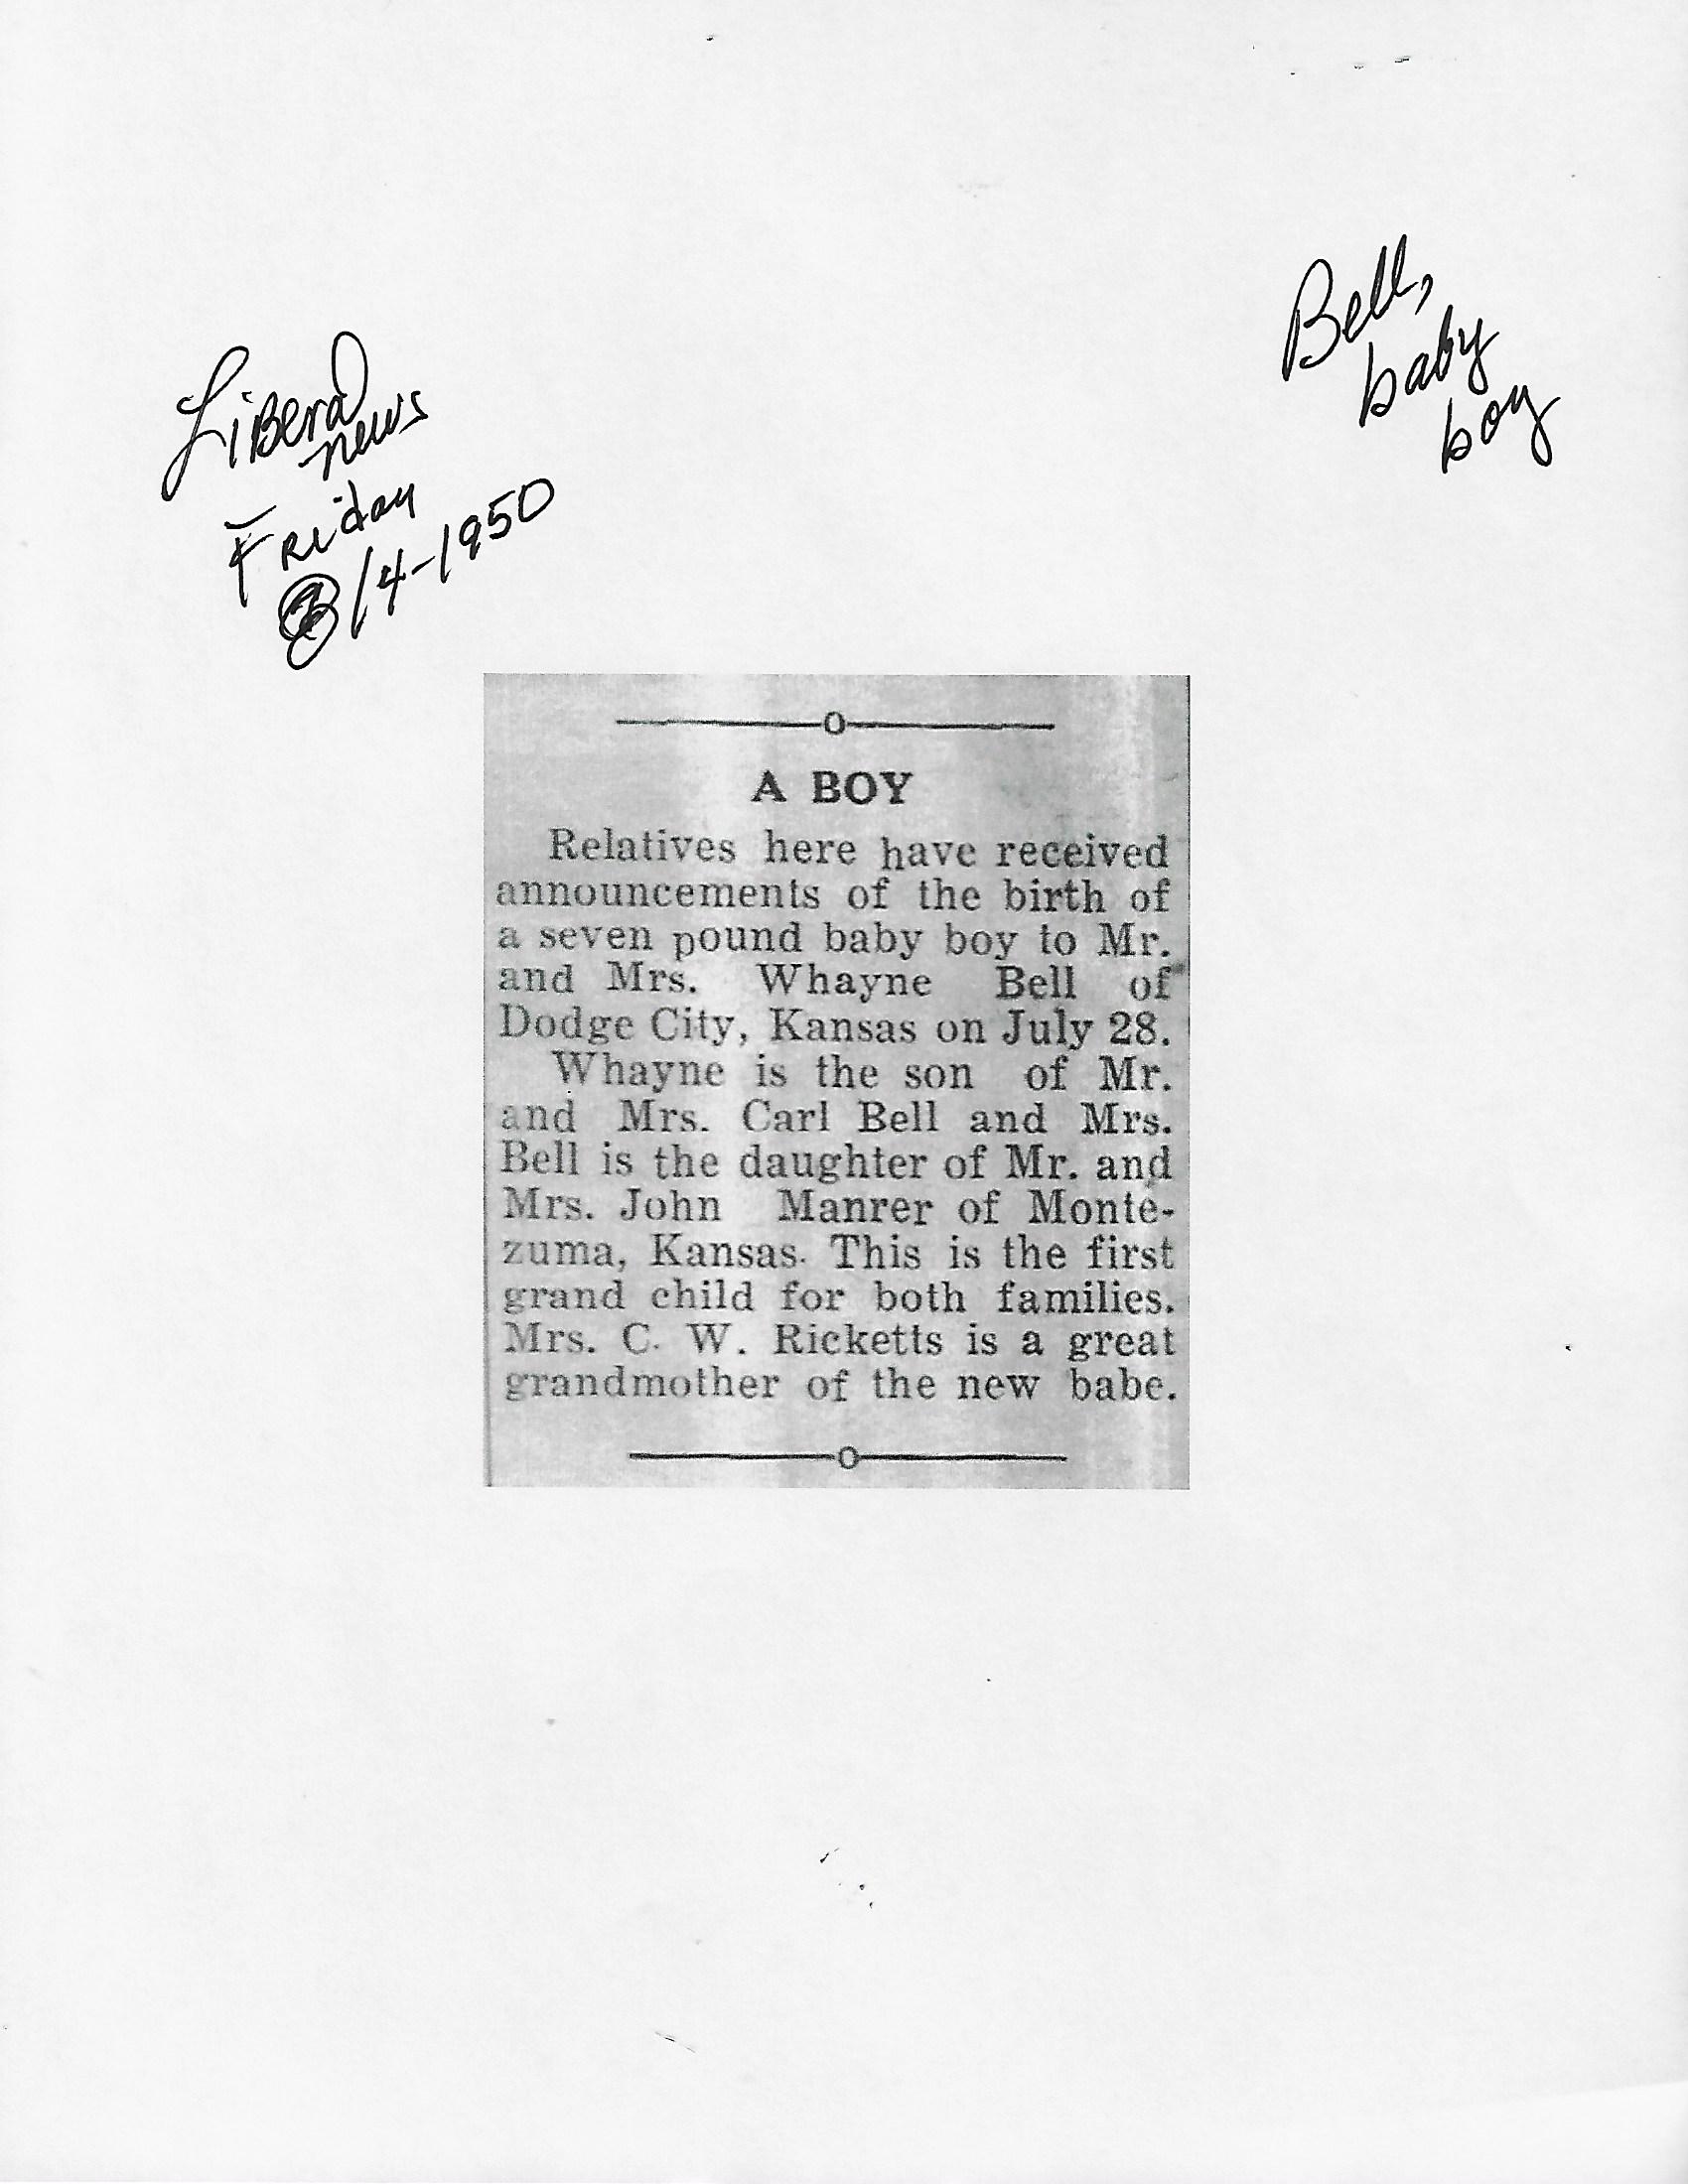 Bell,
baby
boy
Liberal
news
Friday
8/4-1950
A BOY
Relatives here have received
announcements of the birth of
a seven pound baby boy to Mr.
and Mrs. Whayne Bell of
Dodge City, Kansas on July 28.
Whayne is the son of Mr.
and Mrs. Carl Bell and Mrs.
Bell is the daughter of Mr. and
Mrs. John Manrer of Monte-
zuma, Kansas. This is the first
grand child for both families.
Mrs. C. W. Ricketts is a great
grandmother of the new babe.